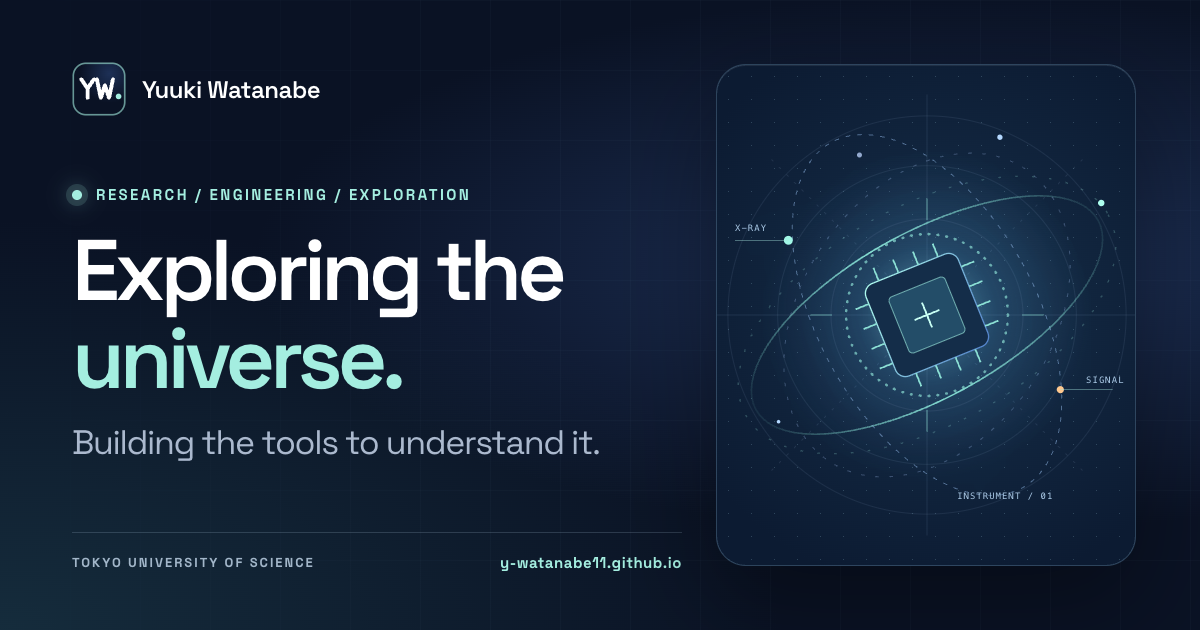 YW.
Yuuki Watanabe
RESEARCH / ENGINEERING / EXPLORATION
Exploring the
universe.
Building the tools to understand it.
TOKYO UNIVERSITY OF SCIENCE
y-watanabe11.github.io
X-RAY
SIGNAL
INSTRUMENT / 01